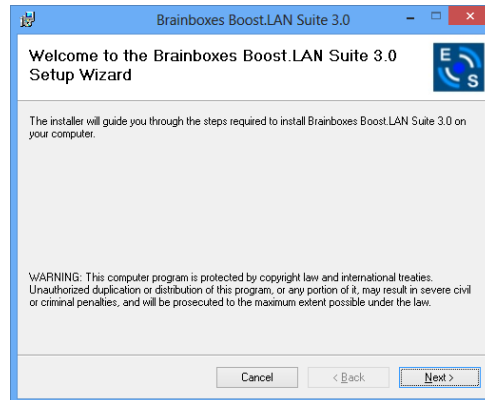 Brainboxes Boost.LAN Suite 3.0
Welcome to the Brainboxes Boost.LAN Suite 3.0
Setup Wizard
E
S
The installer will guide you through the steps required to install Brainboxes Boost.LAN Suite 3.0 on
your computer.
WARNING: This computer program is protected by copyright law and international treaties.
Unauthorized duplication or distribution of this program, or any portion of it, may result in severe civil
or criminal penalties, and will be prosecuted to the maximum extent possible under the law.
Cancel < Back Next >